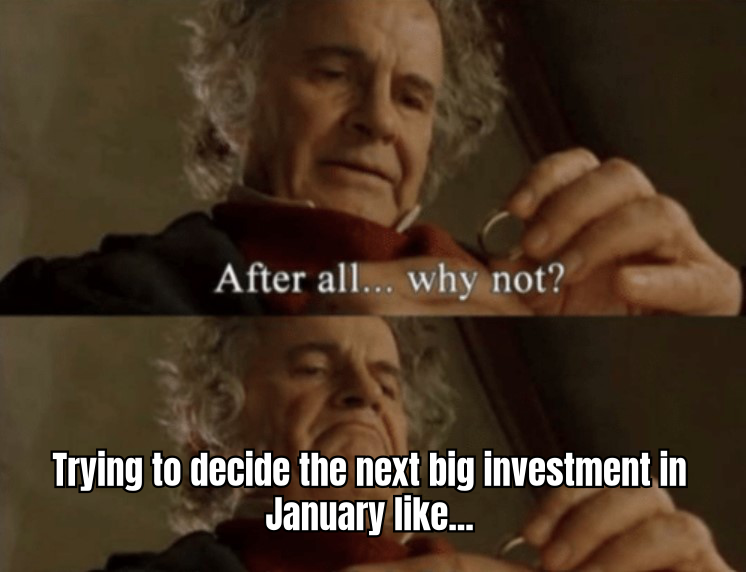 After all... why not?
Trying to decide the next big investment in
January like...